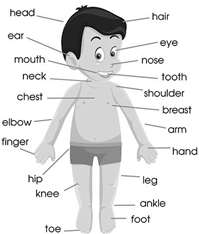 head
hair
ear
eye
mouth
nose
neck
tooth
chest
shoulder
breast
elbow
arm
finger
hand
hip
leg
knee
ankle
foot
toe